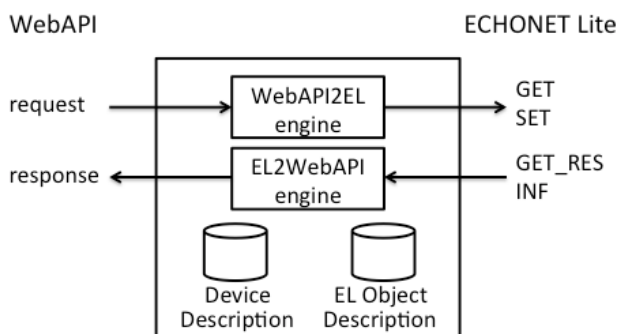 WebAPI
ECHONET Lite
request
WebAPI2EL
engine
GET
SET
response
EL2WebAPI
engine
GET_RES
INF
Device
Description
EL Object
Description